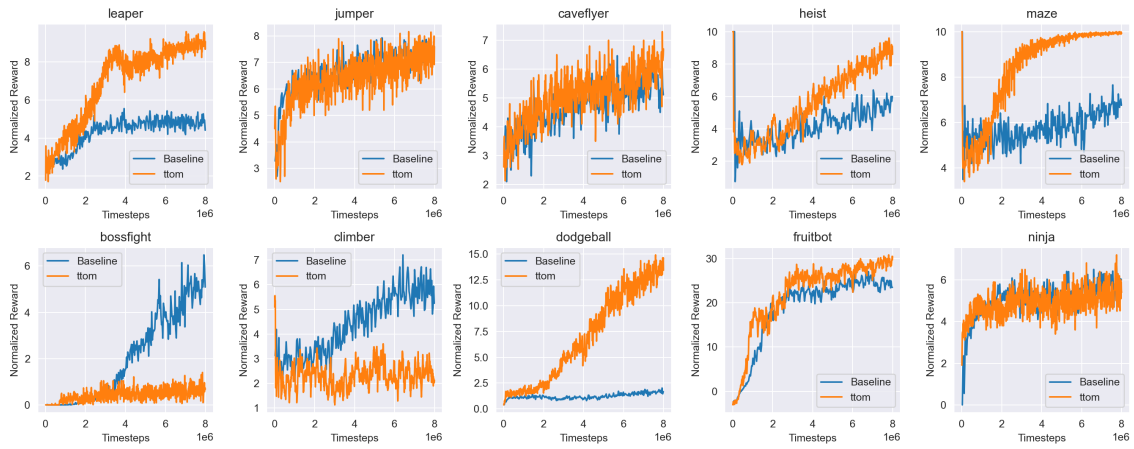 leaper
Normalized Reward
8
6
4
2
Baseline
ttom
0 2 4 6 8
Timesteps
1e6
jumper
Normalized Reward
8
7
6
5
4
3
Baseline
ttom
0 2 4 6 8
Timesteps
1e6
caveflyer
Normalized Reward
7
6
5
4
3
2
Baseline
ttom
0 2 4 6 8
Timesteps
1e6
heist
Normalized Reward
10
8
6
4
2
Baseline
ttom
0 2 4 6 8
Timesteps
1e6
maze
Normalized Reward
10
8
6
4
Baseline
ttom
0 2 4 6 8
Timesteps
1e6
bossfight
Normalized Reward
6
4
2
0
Baseline
ttom
0 2 4 6 8
Timesteps
1e6
climber
Normalized Reward
7
6
5
4
3
2
1
Baseline
ttom
0 2 4 6 8
Timesteps
1e6
dodgeball
Normalized Reward
15.0
12.5
10.0
7.5
5.0
2.5
0.0
Baseline
ttom
0 2 4 6 8
Timesteps
1e6
fruitbot
Normalized Reward
30
20
10
0
Baseline
ttom
0 2 4 6 8
Timesteps
1e6
ninja
Normalized Reward
6
4
2
0
Baseline
ttom
0 2 4 6 8
Timesteps
1e6